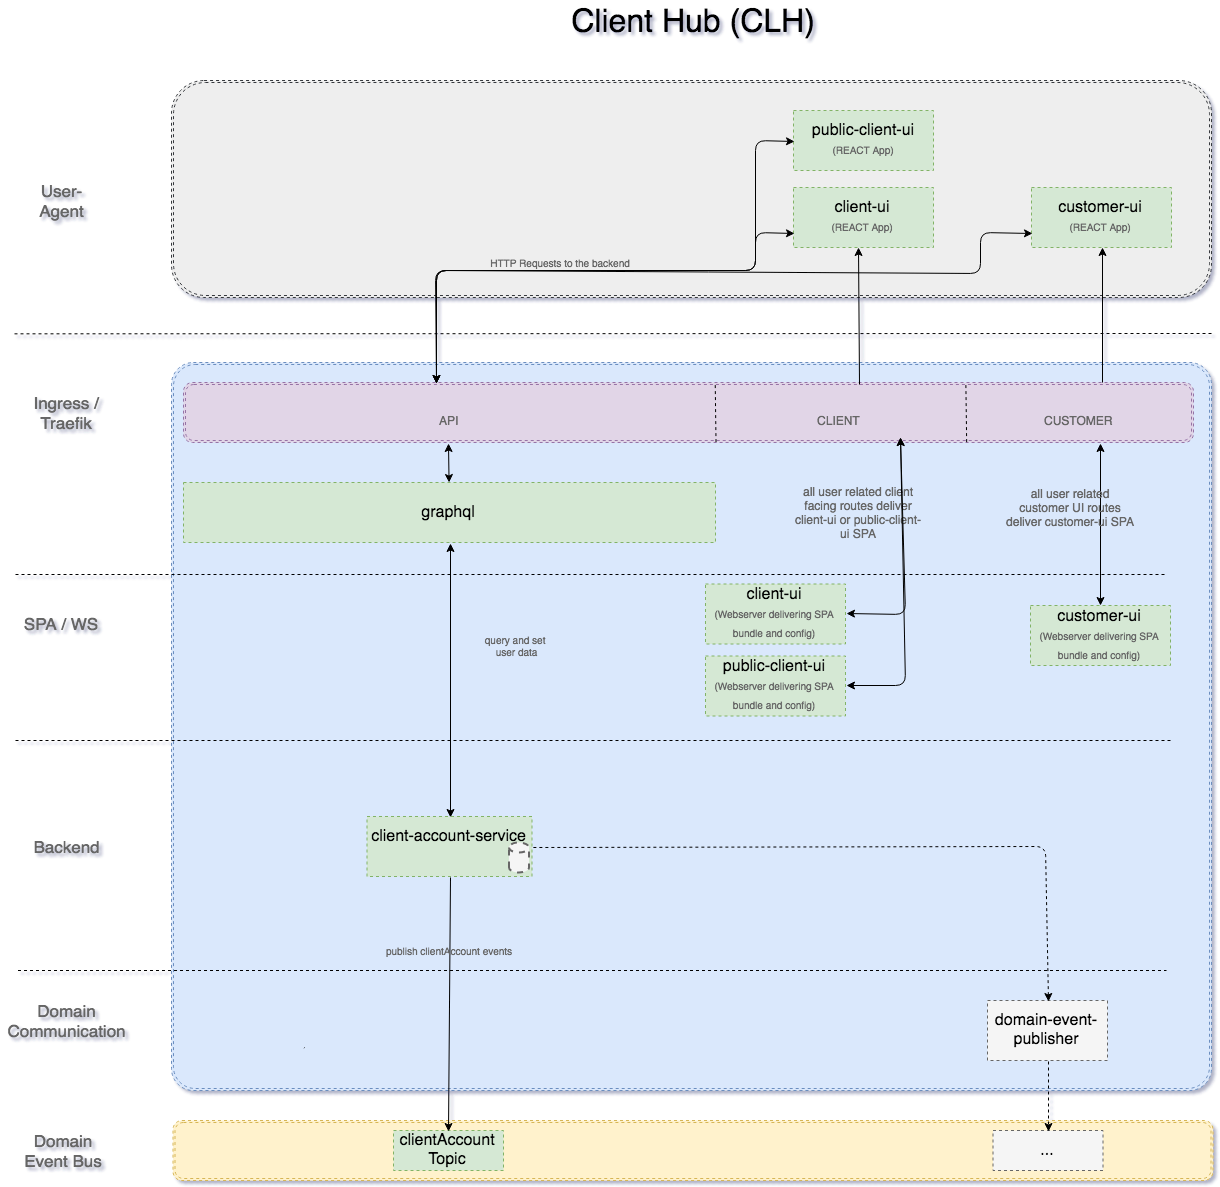 Client Hub (CLH)
User-
Agent
public-client-ui
(REACT App)
client-ui
(REACT App)
customer-ui
(REACT App)
HTTP Requests to the backend
Ingress /
Traefik
API
CLIENT
CUSTOMER
graphql
all user related client
facing routes deliver
client-ui or public-client-
ui SPA
all user related
customer UI routes
deliver customer-ui SPA
SPA / WS
query and set
user data
client-ui
(Webserver delivering SPA
bundle and config)
public-client-ui
(Webserver delivering SPA
bundle and config)
customer-ui
(Webserver delivering SPA
bundle and config)
Backend
client-account-service
publish clientAccount events
Domain
Communication
domain-event-
publisher
Domain
Event Bus
clientAccount
Topic
...